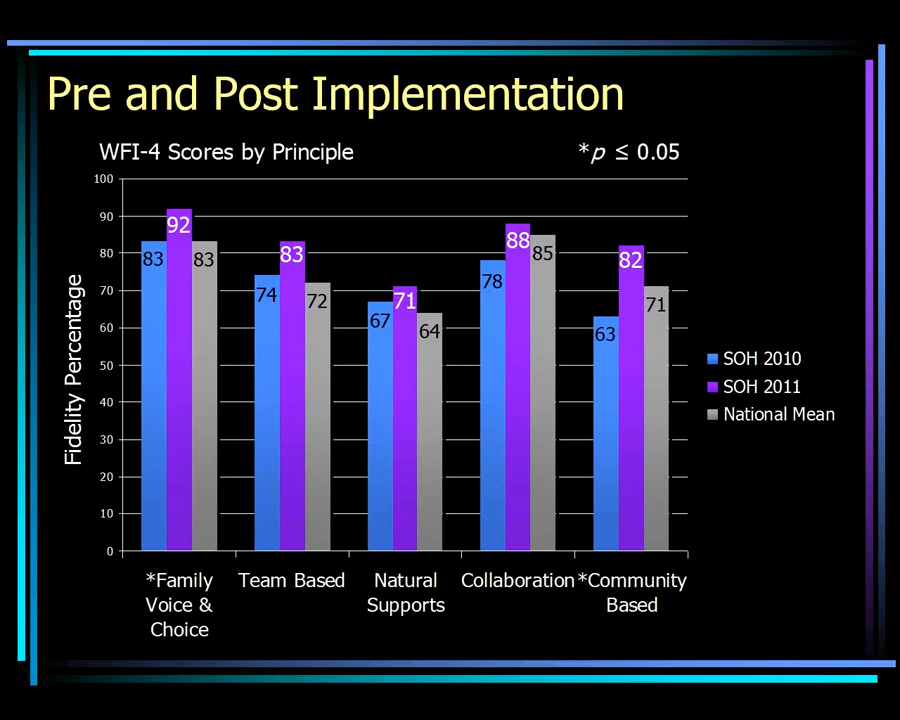 Pre and Post Implementation
WFI-4 Scores by Principle
*p ≤ 0.05
Fidelity Percentage
100
90
80
70
60
50
40
30
20
10
0
83 92 83
74 83 72
67 71 64
78 88 85
63 82 71
*Family
Voice &
Choice
Team Based
Natural
Supports
Collaboration
*Community
Based
SOH 2010
SOH 2011
National Mean